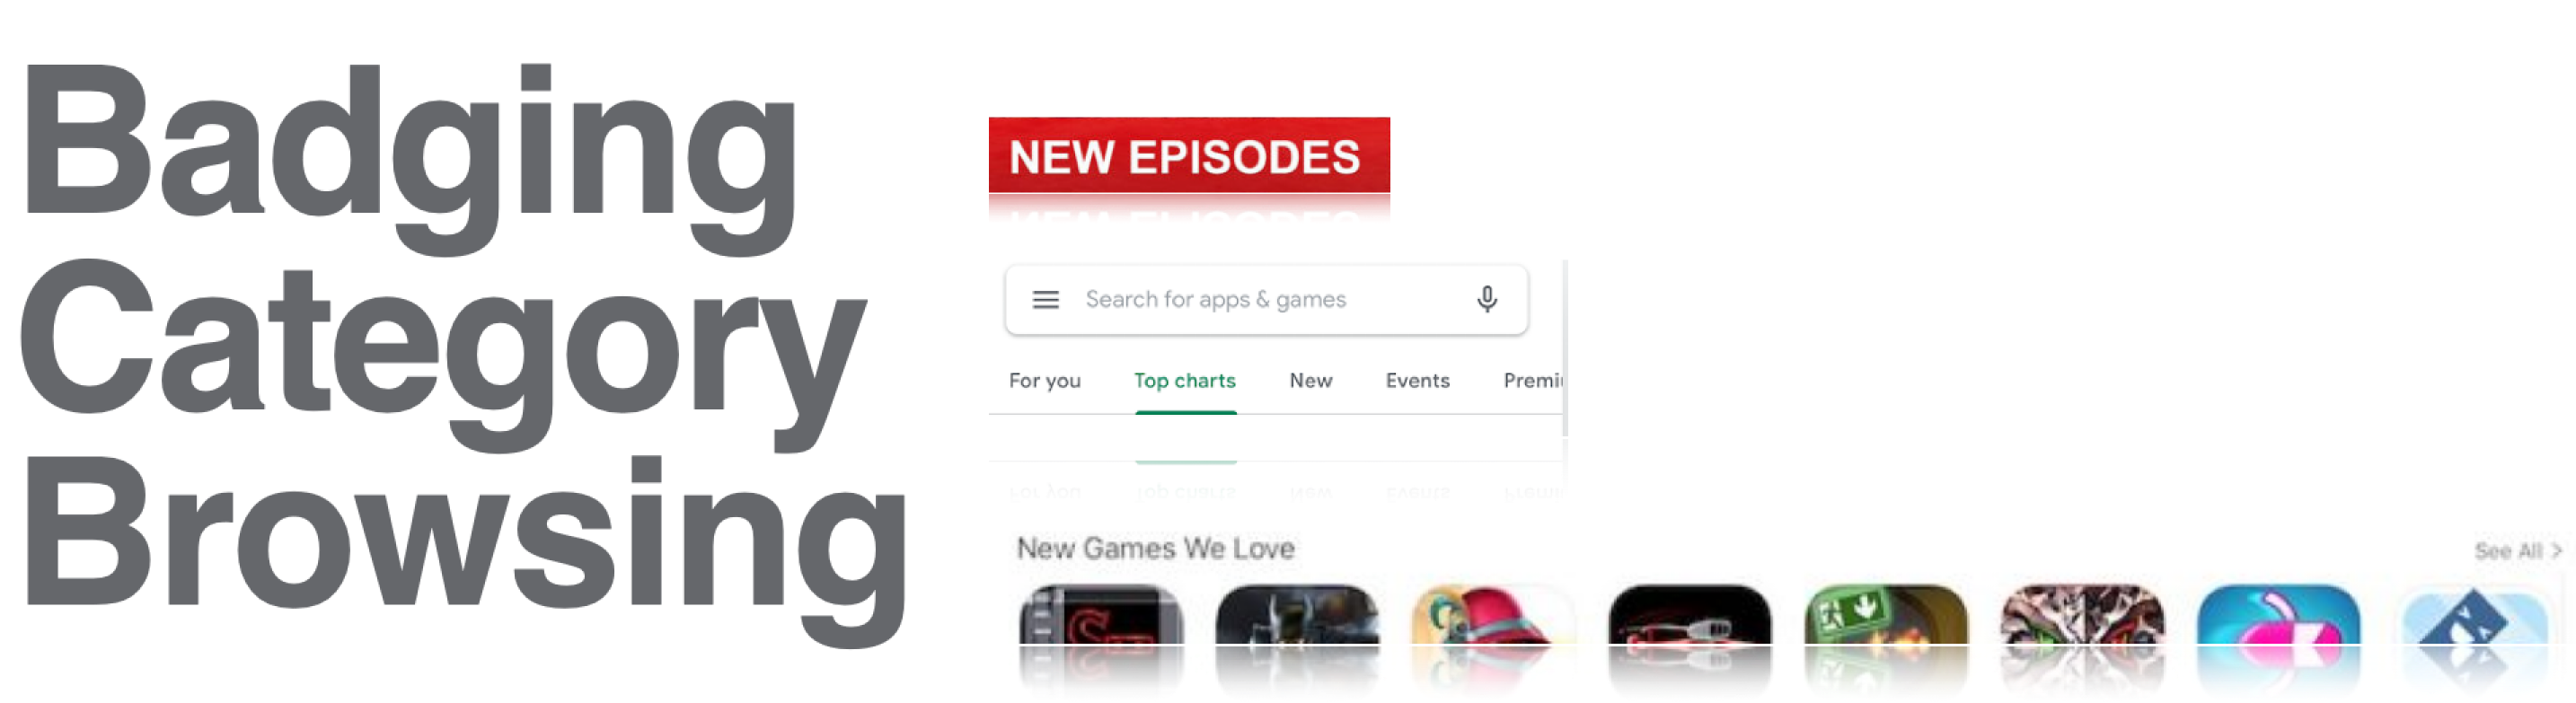 Badging
Category
Browsing
NEW EPISODES
Search for apps & games
For you Top charts New Events Premi
New Games We Love
See All >